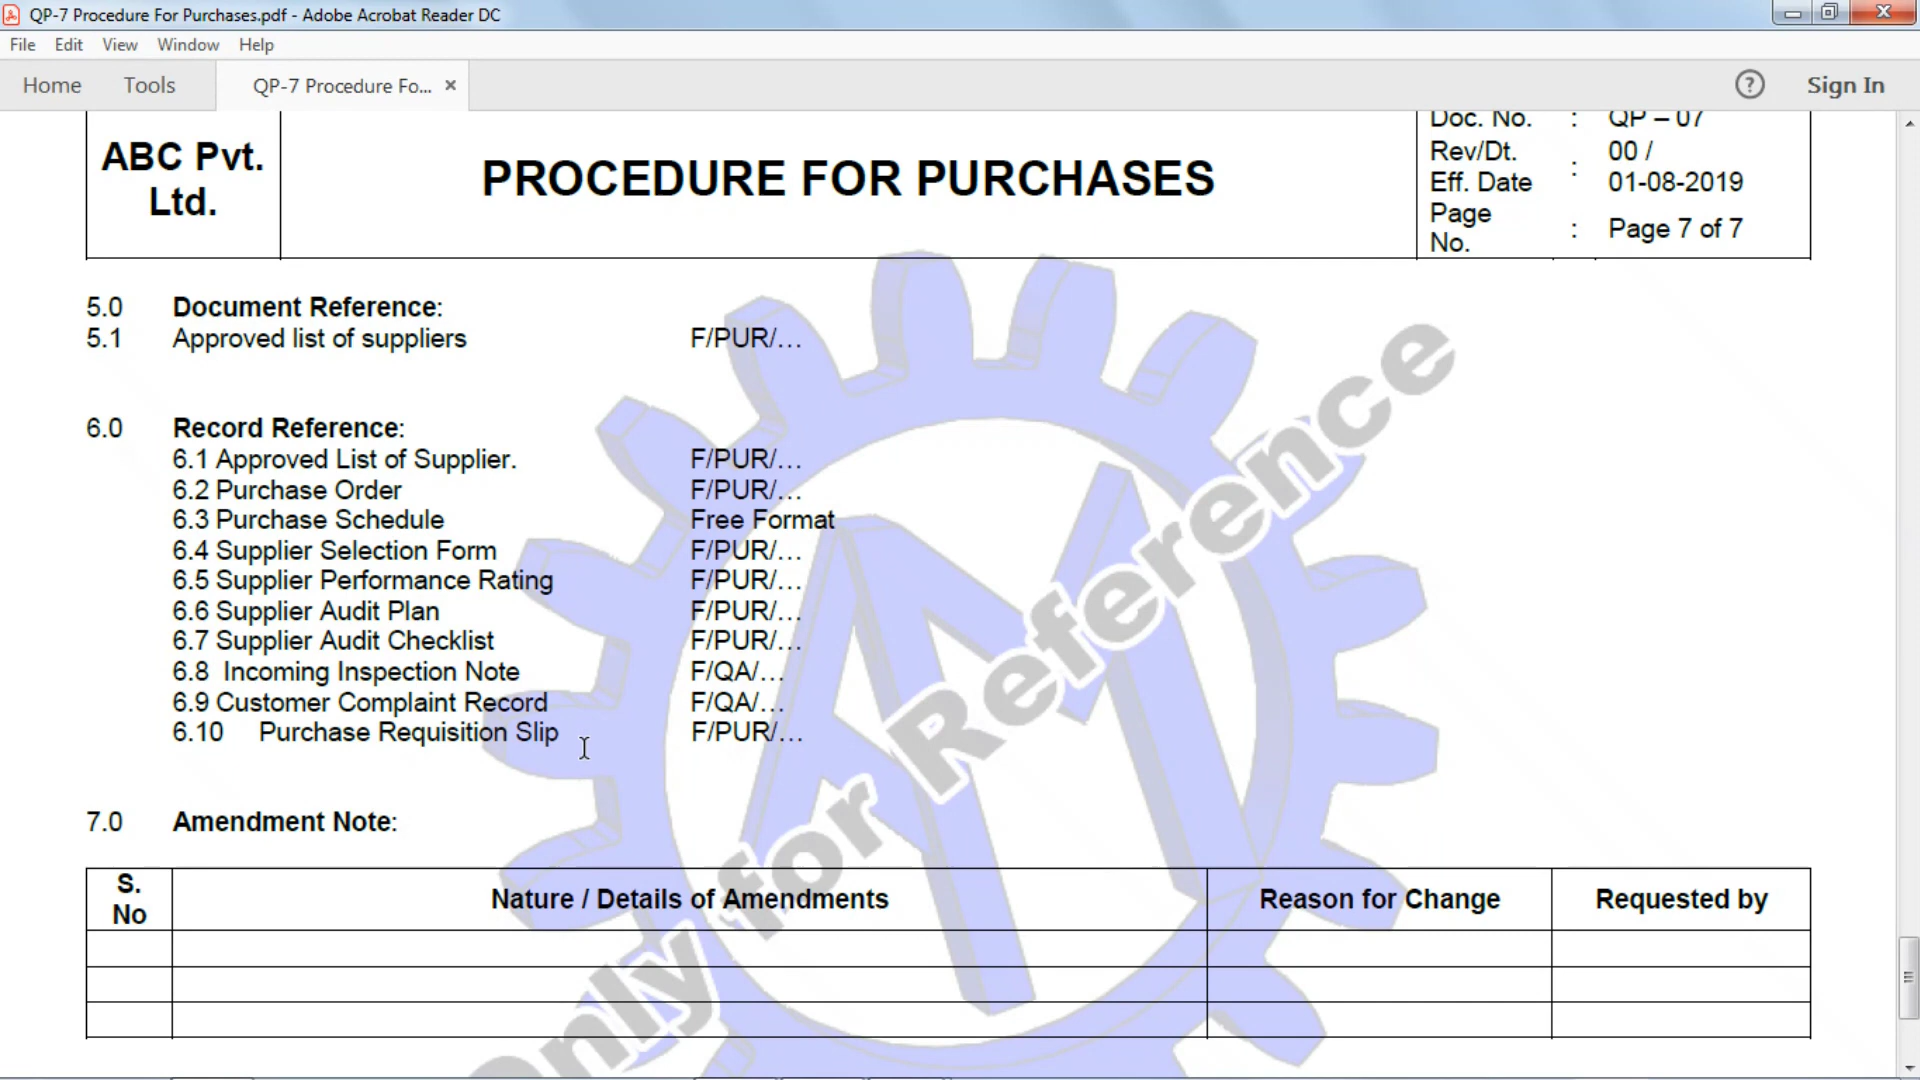 QP-7 Procedure For Purchases.pdf - Adobe Acrobat Reader DC
File Edit View Window Help
Home Tools QP-7 Procedure Fo... × ? Sign In
ABC Pvt. Ltd.
PROCEDURE FOR PURCHASES
Doc. No. : QP – 07
Rev/Dt. Eff. Date : 00 / 01-08-2019
Page No. : Page 7 of 7
5.0 Document Reference:
5.1 Approved list of suppliers F/PUR/…
6.0 Record Reference:
6.1 Approved List of Supplier. F/PUR/…
6.2 Purchase Order F/PUR/…
6.3 Purchase Schedule Free Format
6.4 Supplier Selection Form F/PUR/…
6.5 Supplier Performance Rating F/PUR/…
6.6 Supplier Audit Plan F/PUR/…
6.7 Supplier Audit Checklist F/PUR/…
6.8 Incoming Inspection Note F/QA/…
6.9 Customer Complaint Record F/QA/…
6.10 Purchase Requisition Slip F/PUR/…
7.0 Amendment Note:
S. No Nature / Details of Amendments Reason for Change Requested by
Only for Reference